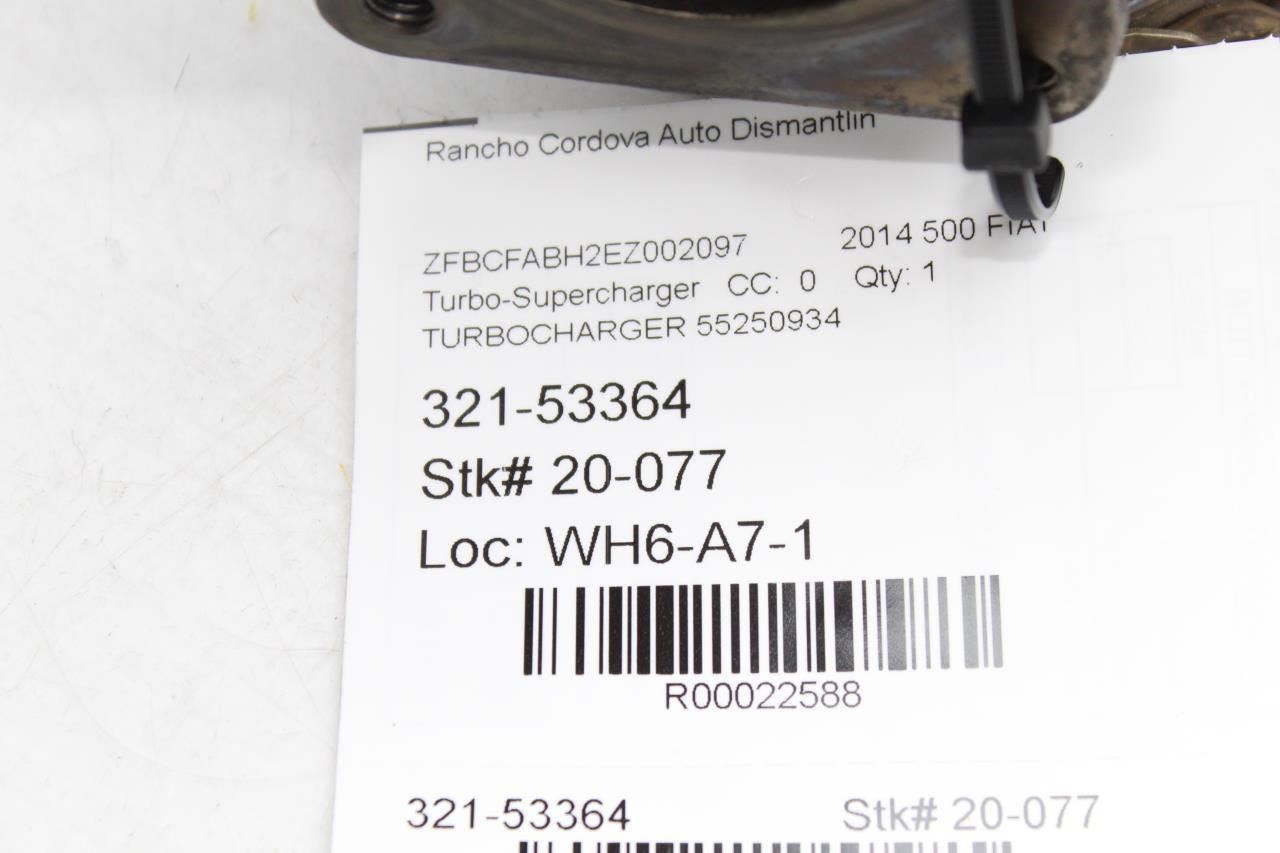 Rancho Cordova Auto Dismantlin
ZFBCFABH2EZ002097 2014 500 FIAT
Turbo-Supercharger CC: 0 Qty: 1
TURBOCHARGER 55250934
321-53364
Stk# 20-077
Loc: WH6-A7-1
R00022588
321-53364 Stk# 20-077